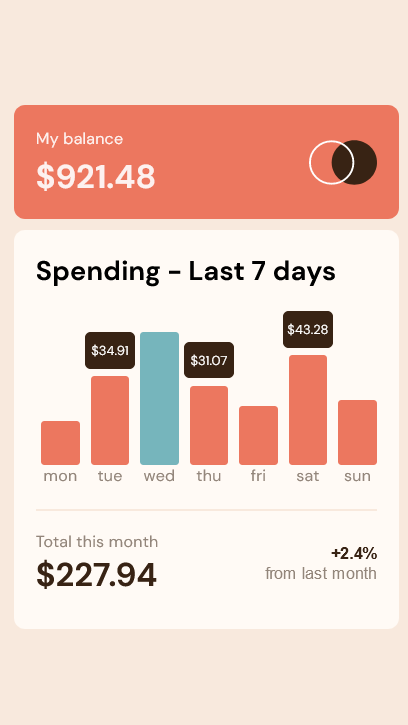 My balance
$921.48
Spending - Last 7 days
$43.28
$34.91
$31.07
mon tue wed thu fri sat sun
Total this month
$227.94
+2.4%
from last month